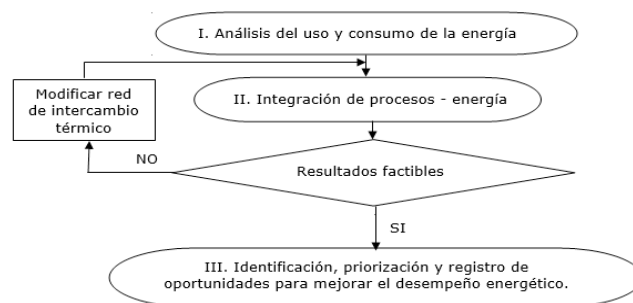 I. Análisis del uso y consumo de la energía
Modificar red
de intercambio
térmico
II. Integración de procesos - energía
NO
Resultados factibles
SI
III. Identificación, priorización y registro de
oportunidades para mejorar el desempeño energético.